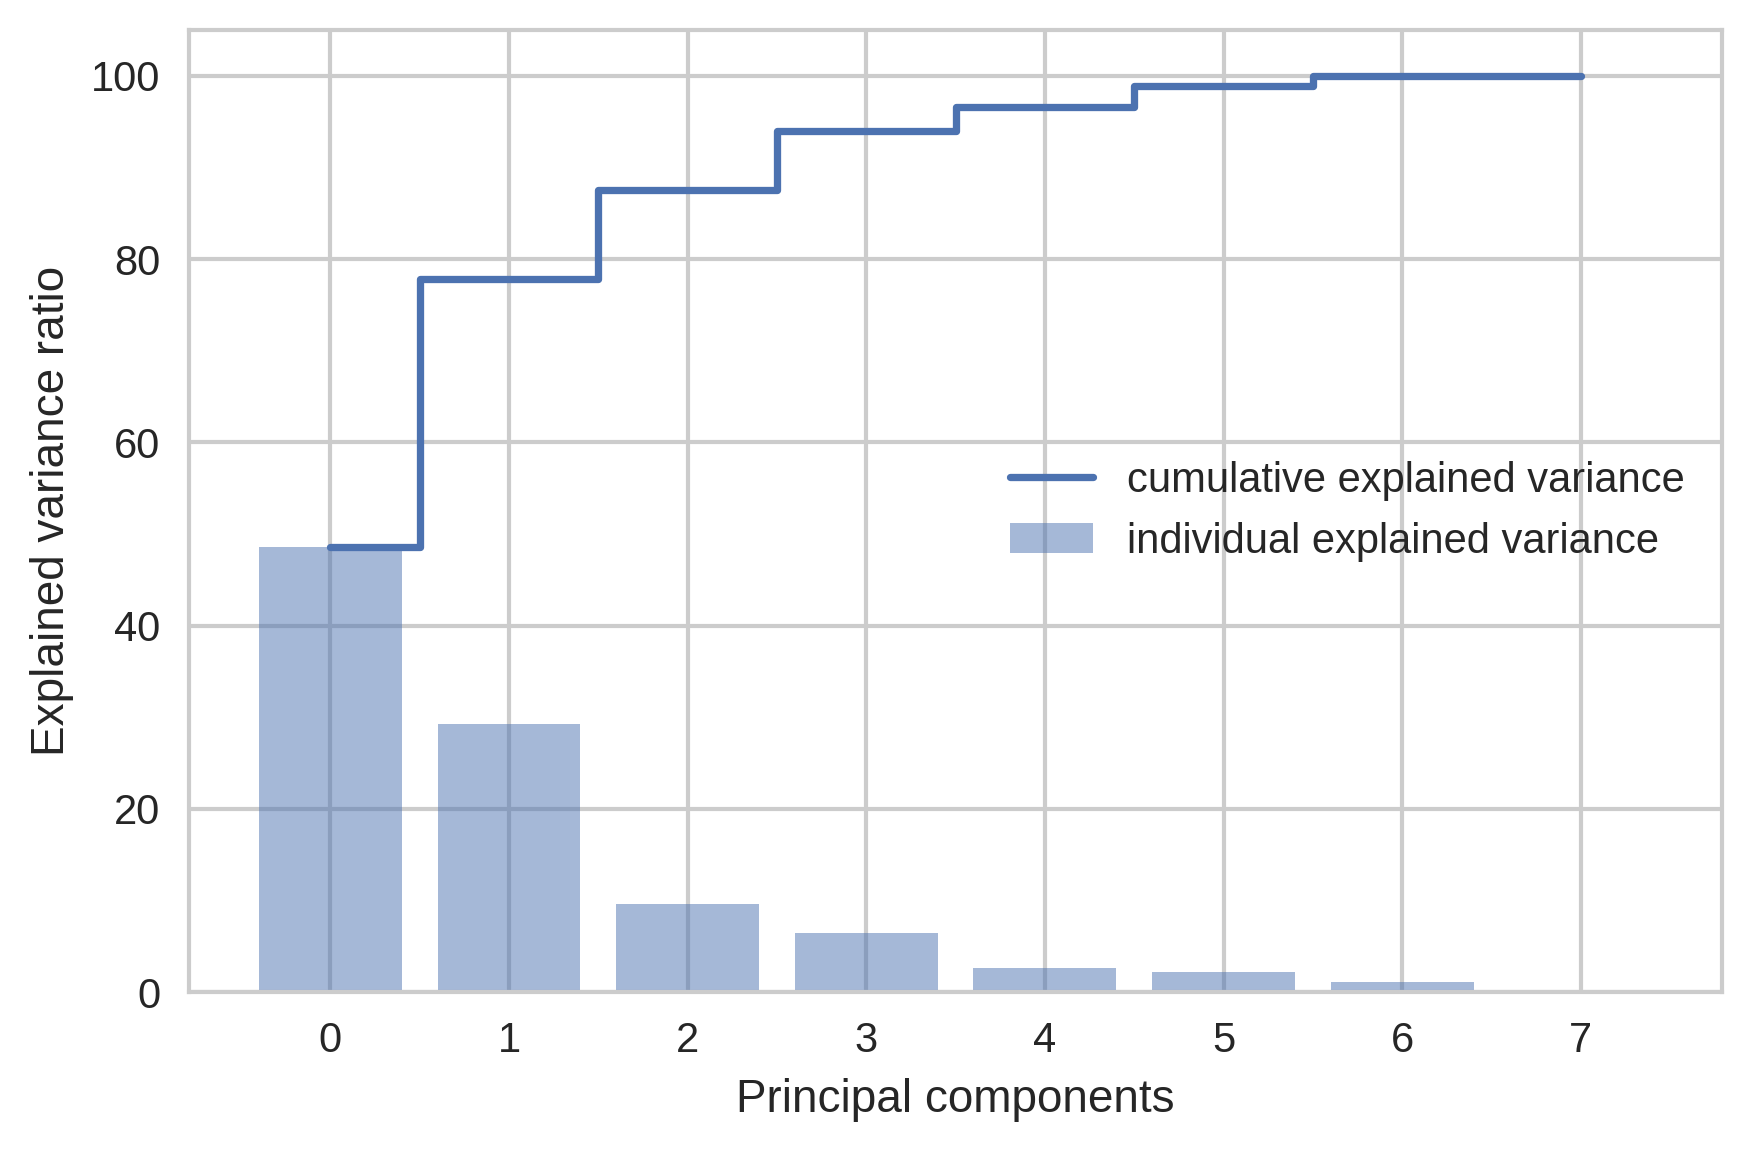 100
80
60
40
20
0
Explained variance ratio
cumulative explained variance
individual explained variance
0 1 2 3 4 5 6 7
Principal components